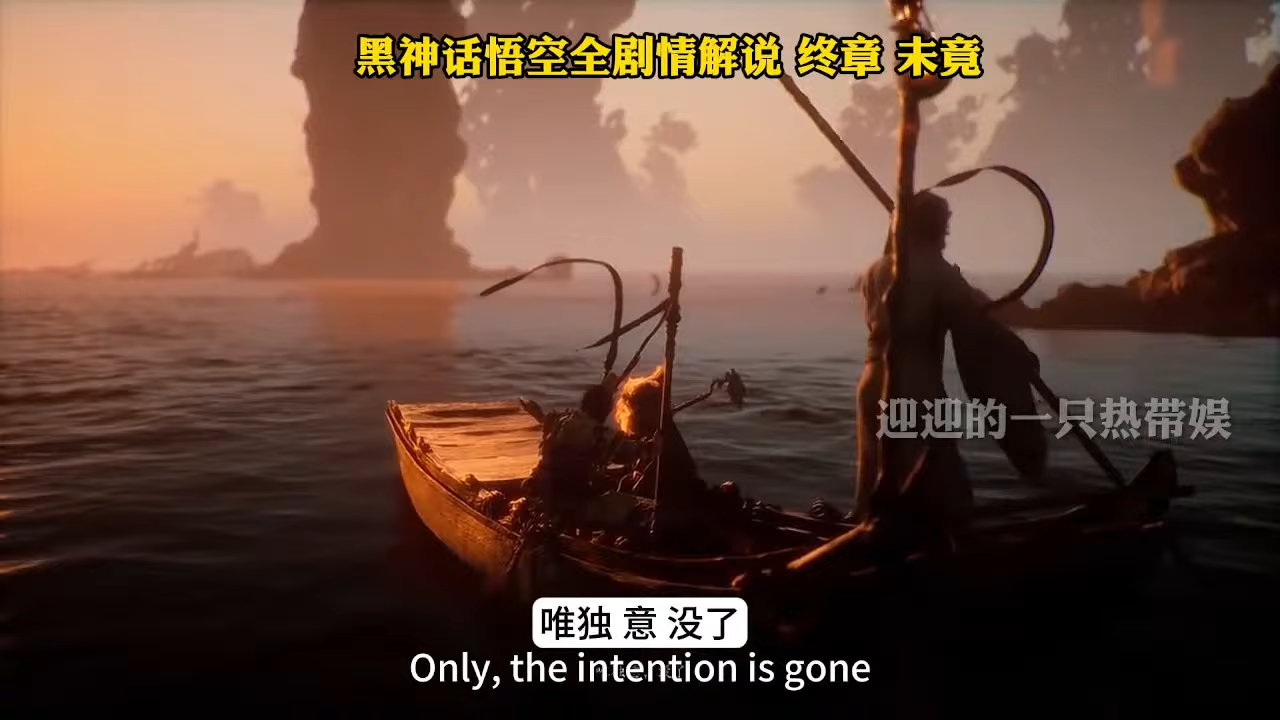 黑神话悟空全剧情解说 终章 未竟
迎迎的一只热带娱
唯独 意 没了
Only, the intention is gone